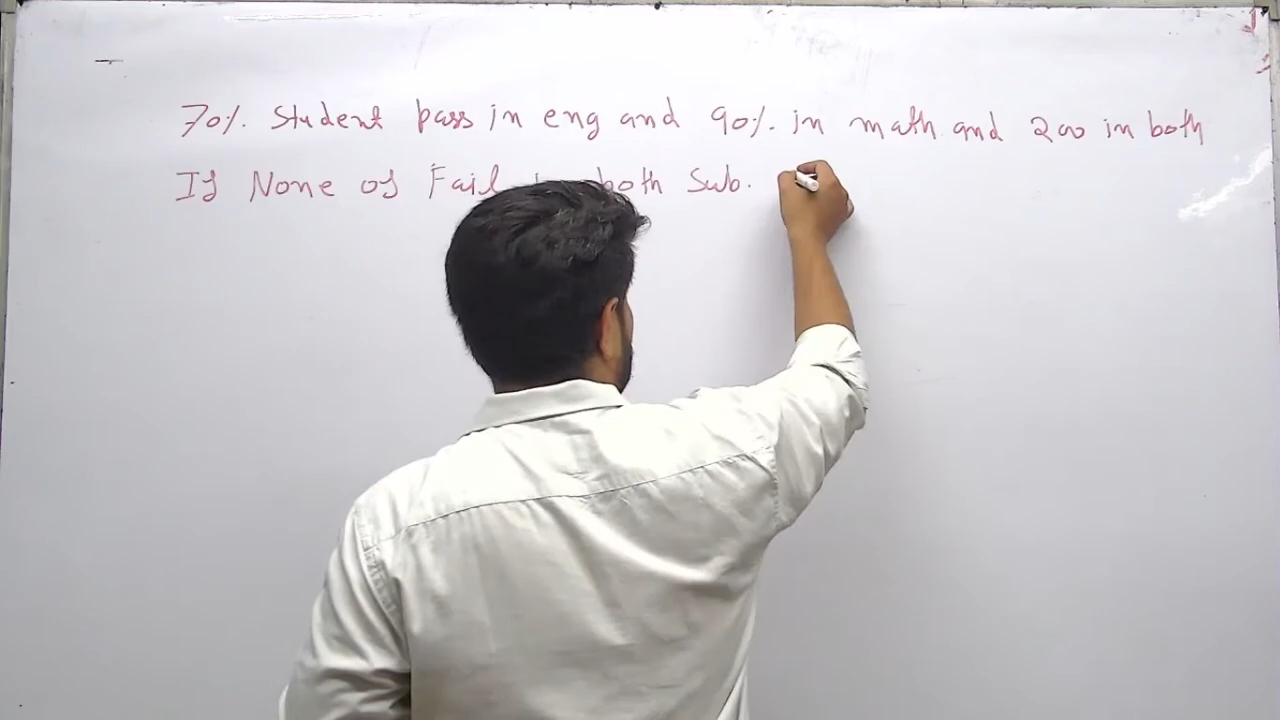 70%. Student pass in eng and 90%. in math and 200 in both
If None of Fail both Sub.